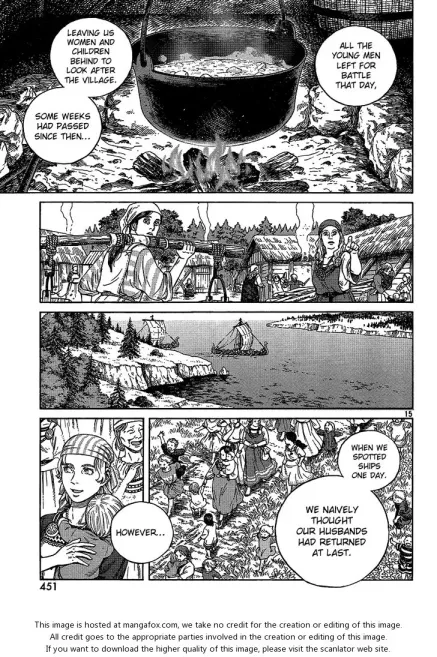 ALL THE
YOUNG MEN
LEFT FOR
BATTLE
THAT DAY,
LEAVING US
WOMEN AND
CHILDREN
BEHIND TO
LOOK AFTER
THE VILLAGE.
SOME WEEKS
HAD PASSED
SINCE THEN...
15
WHEN WE
SPOTTED
SHIPS
ONE DAY.
WE NAIVELY
THOUGHT
OUR HUSBANDS
HAD RETURNED
AT LAST.
HOWEVER...
451
This image is hosted at mangafox.com, we take no credit for the creation or editing of this image.
All credit goes to the appropriate parties involved in the creation or editing of this image.
If you want to download the higher quality of this image, please visit the scanlator web site.